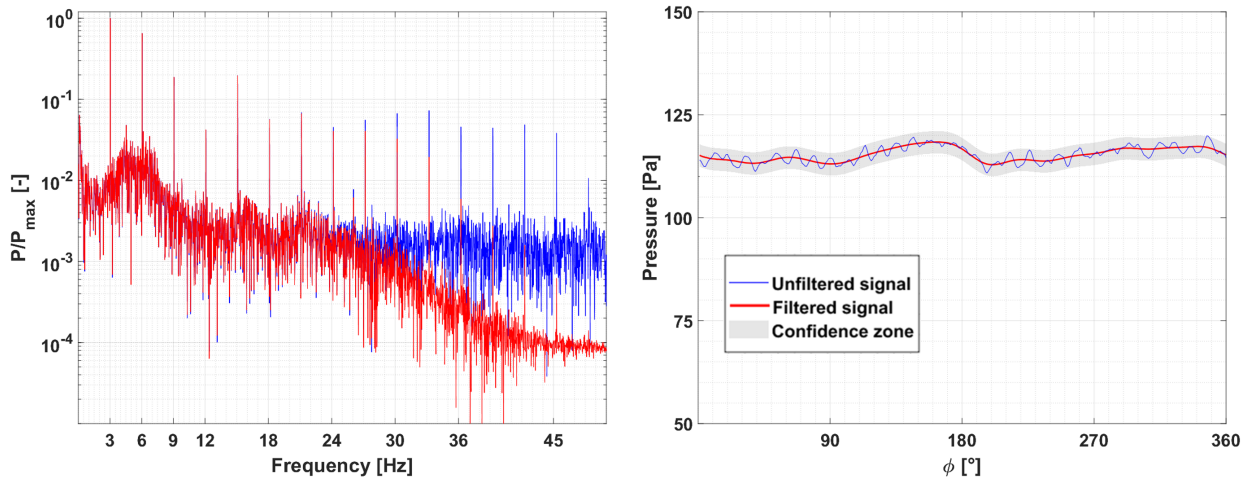 10^0
10^-1
10^-2
10^-3
10^-4
P/P_max [-]
3 6 9 12 18 24 30 36 45
Frequency [Hz]
150
125
100
75
50
Pressure [Pa]
Unfiltered signal
Filtered signal
Confidence zone
90 180 270 360
ϕ [°]